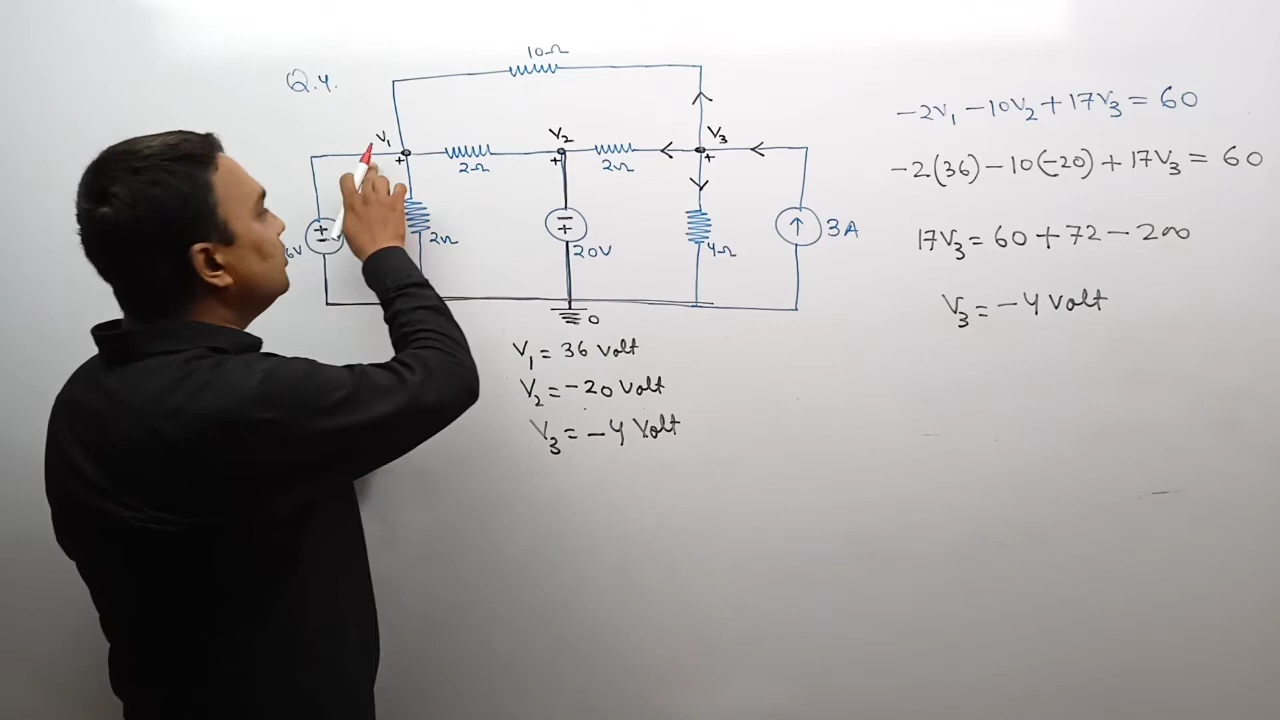 Q.4.
10Ω
V₁
+
2Ω
V₂
+
2Ω
V₃
+
+
−
6V
2Ω
−
+
20V
4Ω
↑
3A
0
V₁ = 36 Volt
V₂ = -20 Volt
V₃ = -4 Volt
-2V₁ - 10V₂ + 17V₃ = 60
-2(36) - 10(-20) + 17V₃ = 60
17V₃ = 60 + 72 - 200
V₃ = -4 Volt